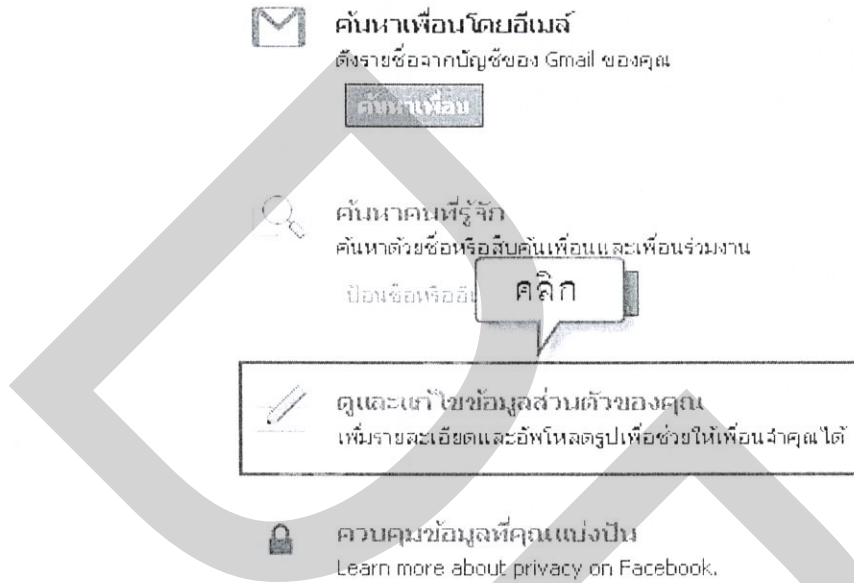 ค้นหาเพื่อนโดยอีเมล์
ดึงรายชื่อจากบัญชีของ Gmail ของคุณ
ค้นหาเพื่อน
ค้นหาคนที่รู้จัก
ค้นหาด้วยชื่อหรือสืบค้นเพื่อนและเพื่อนร่วมงาน
ป้อนชื่อหรืออี
คลิก
ดูและแก้ไขข้อมูลส่วนตัวของคุณ
เพิ่มรายละเอียดและอัพโหลดรูปเพื่อช่วยให้เพื่อนจำคุณได้
ควบคุมข้อมูลที่คุณแบ่งปัน
Learn more about privacy on Facebook.